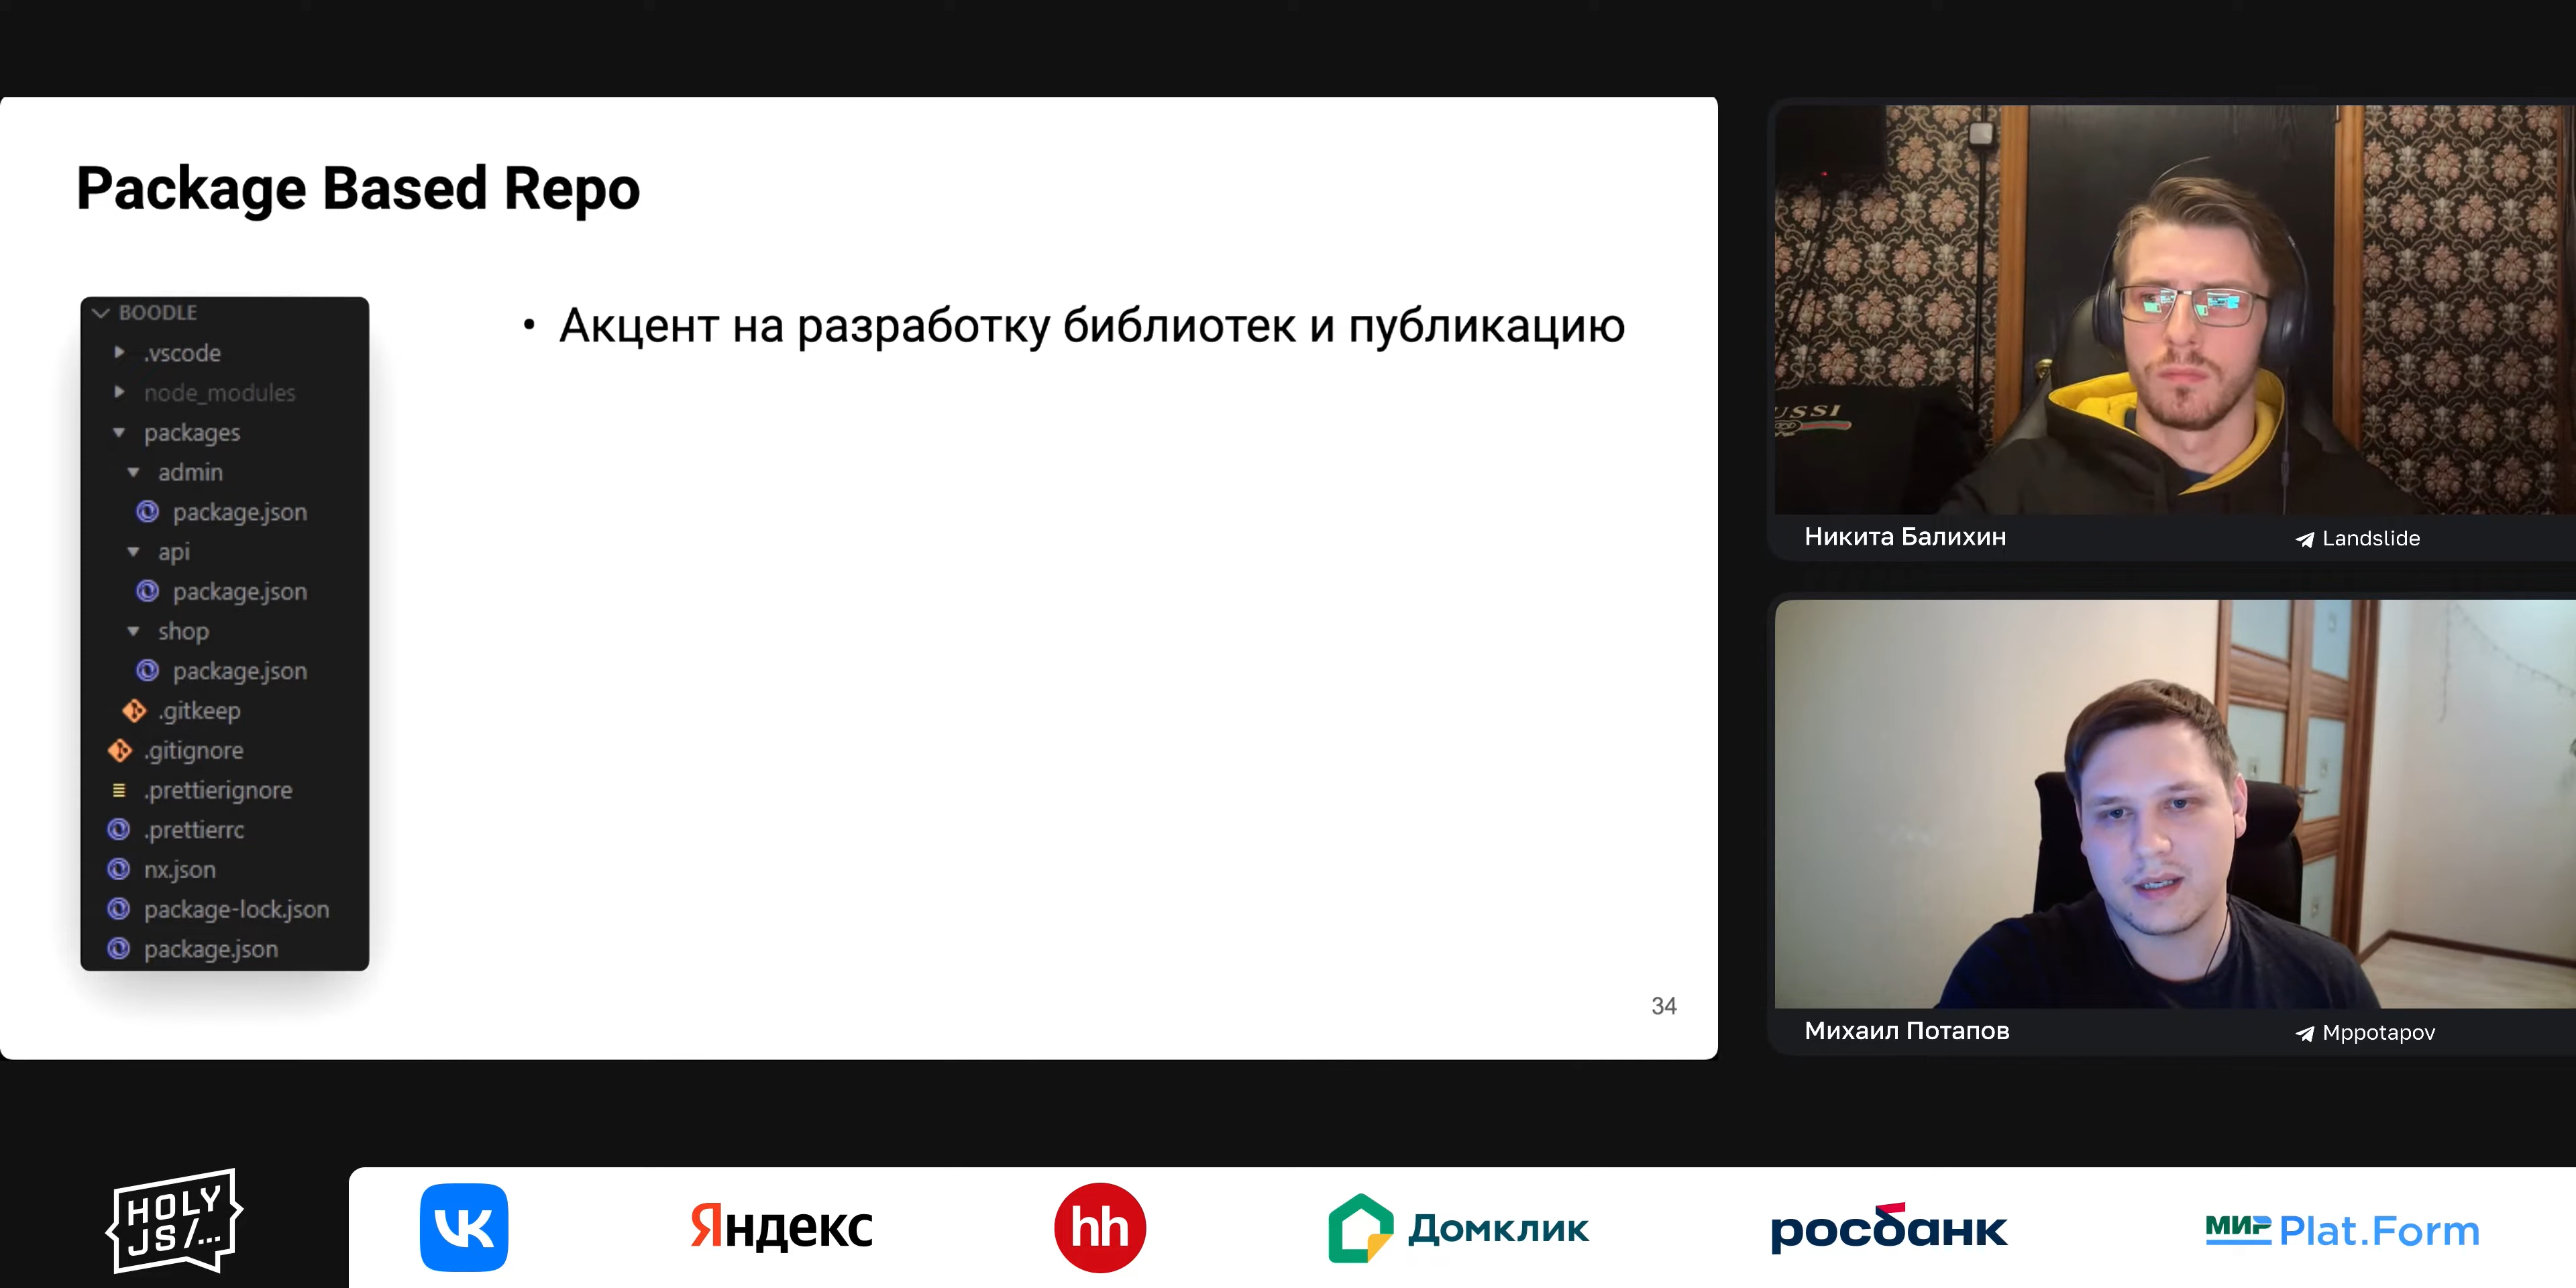 Package Based Repo
BOODLE
.vscode
node_modules
packages
admin
package.json
api
package.json
shop
package.json
.gitkeep
.gitignore
.prettierignore
.prettierrc
nx.json
package-lock.json
package.json
• Акцент на разработку библиотек и публикацию
34
USSI
Никита Балихин
Landslide
Михаил Потапов
Mppotapov
HOLY
JS/...
VK
Яндекс
hh
Домклик
росбанк
МИР Plat.Form